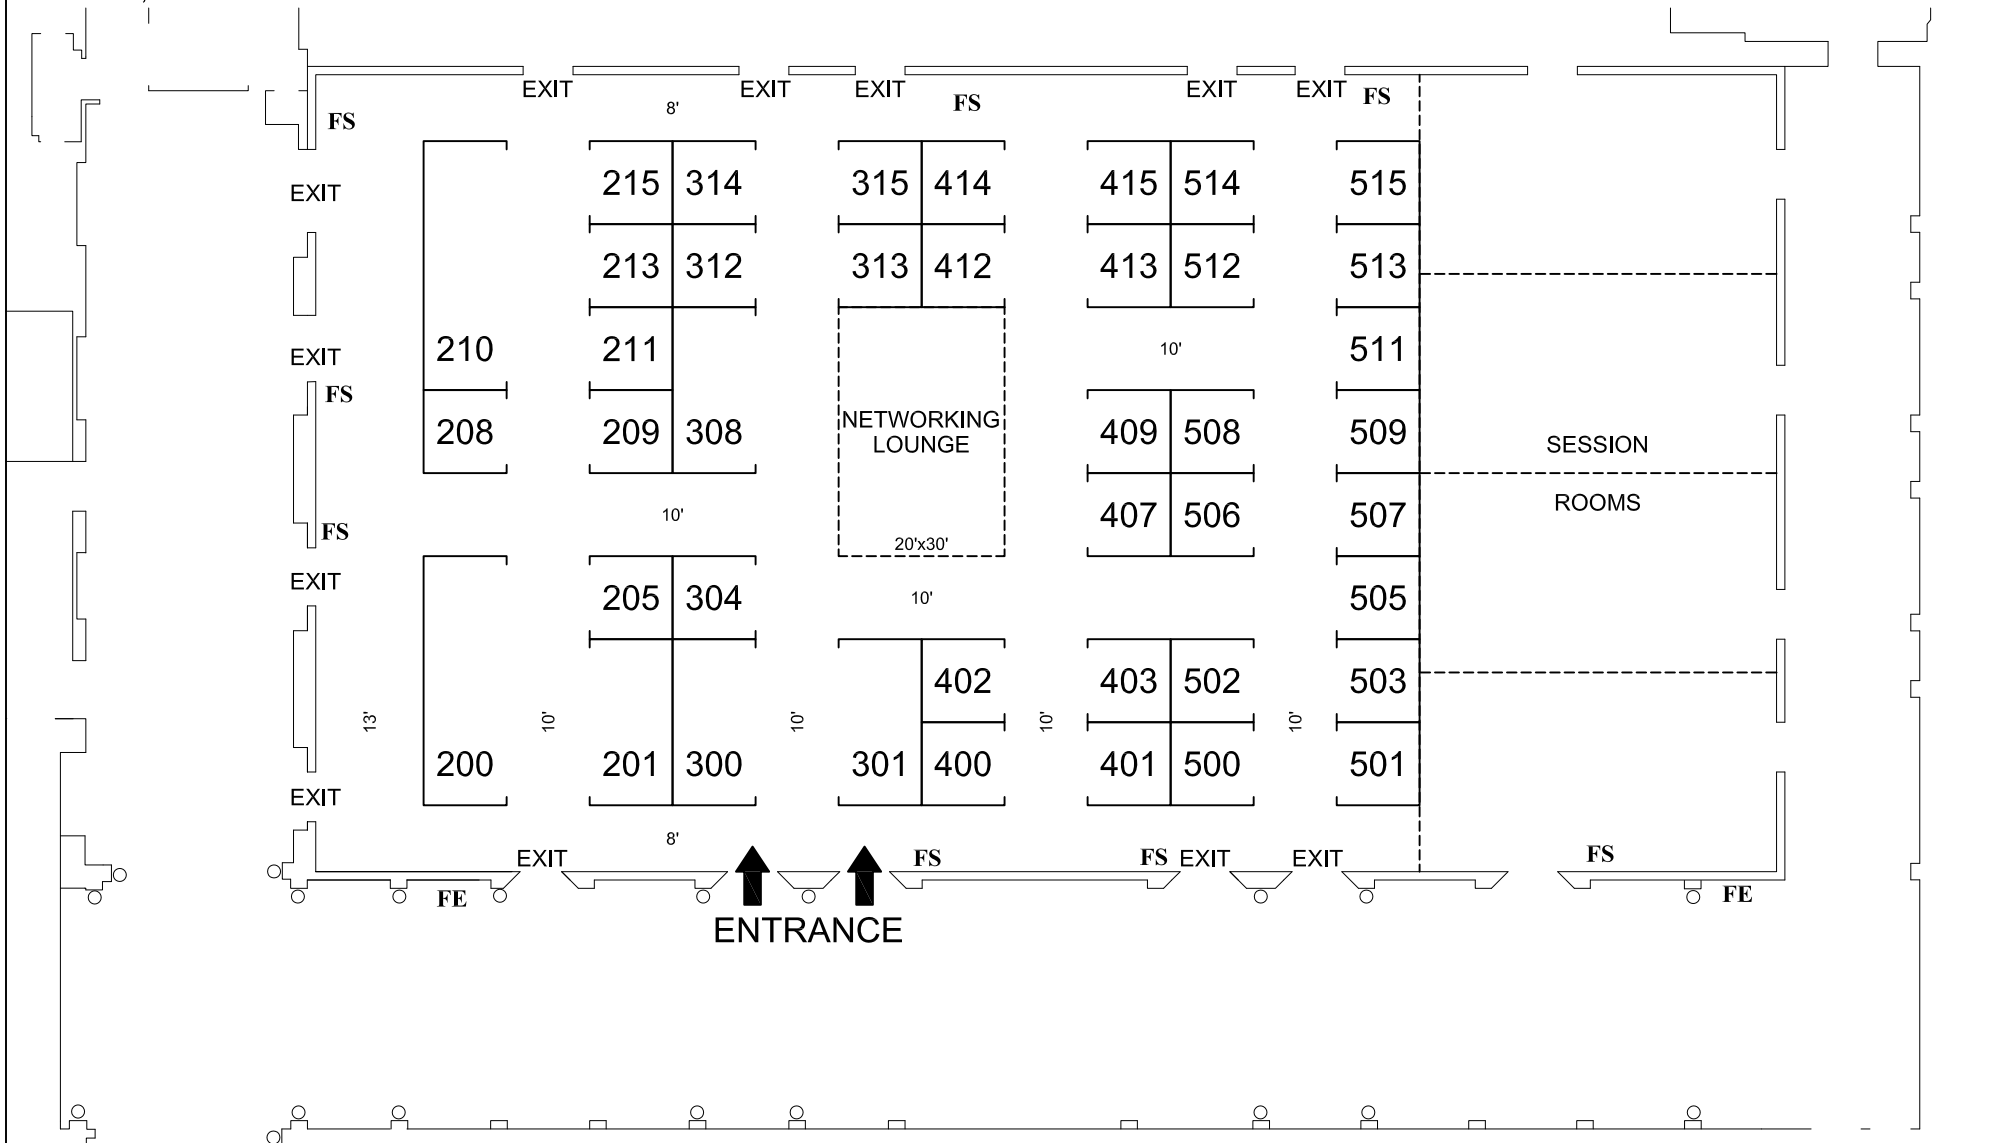 EXIT EXIT EXIT EXIT EXIT
8' FS FS
FS
215 314 315 414 415 514 515
EXIT
213 312 313 412 413 512 513
EXIT 210 211 10' 511
FS
NETWORKING
208 209 308 LOUNGE 409 508 509 SESSION
ROOMS
10' 407 506 507
FS
20'x30'
EXIT
205 304 10' 505
402 403 502 503
13' 10' 10' 10' 10'
200 201 300 301 400 401 500 501
EXIT
8'
EXIT FS FS EXIT EXIT FS
FE FE
ENTRANCE